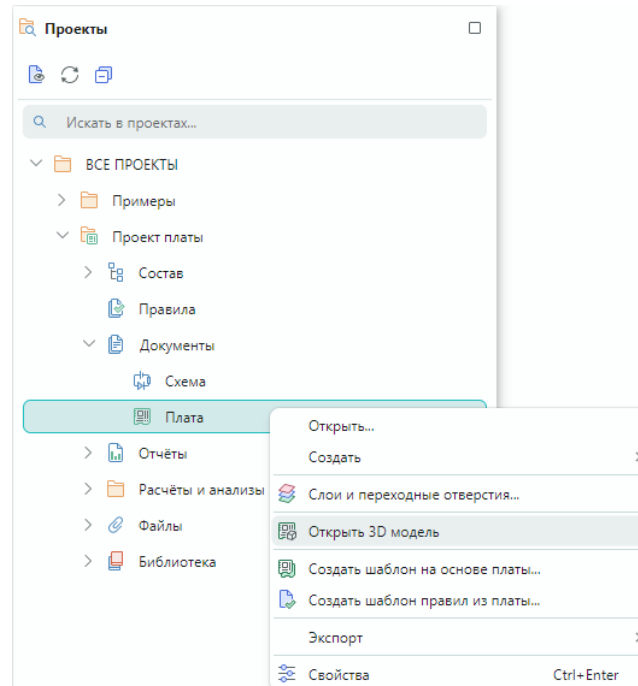 Проекты
Искать в проектах...
ВСЕ ПРОЕКТЫ
Примеры
Проект платы
Состав
Правила
Документы
Схема
Плата
Отчёты
Расчёты и анализы
Файлы
Библиотека
Открыть...
Создать
Слои и переходные отверстия...
Открыть 3D модель
Создать шаблон на основе платы...
Создать шаблон правил из платы...
Экспорт
Свойства Ctrl+Enter